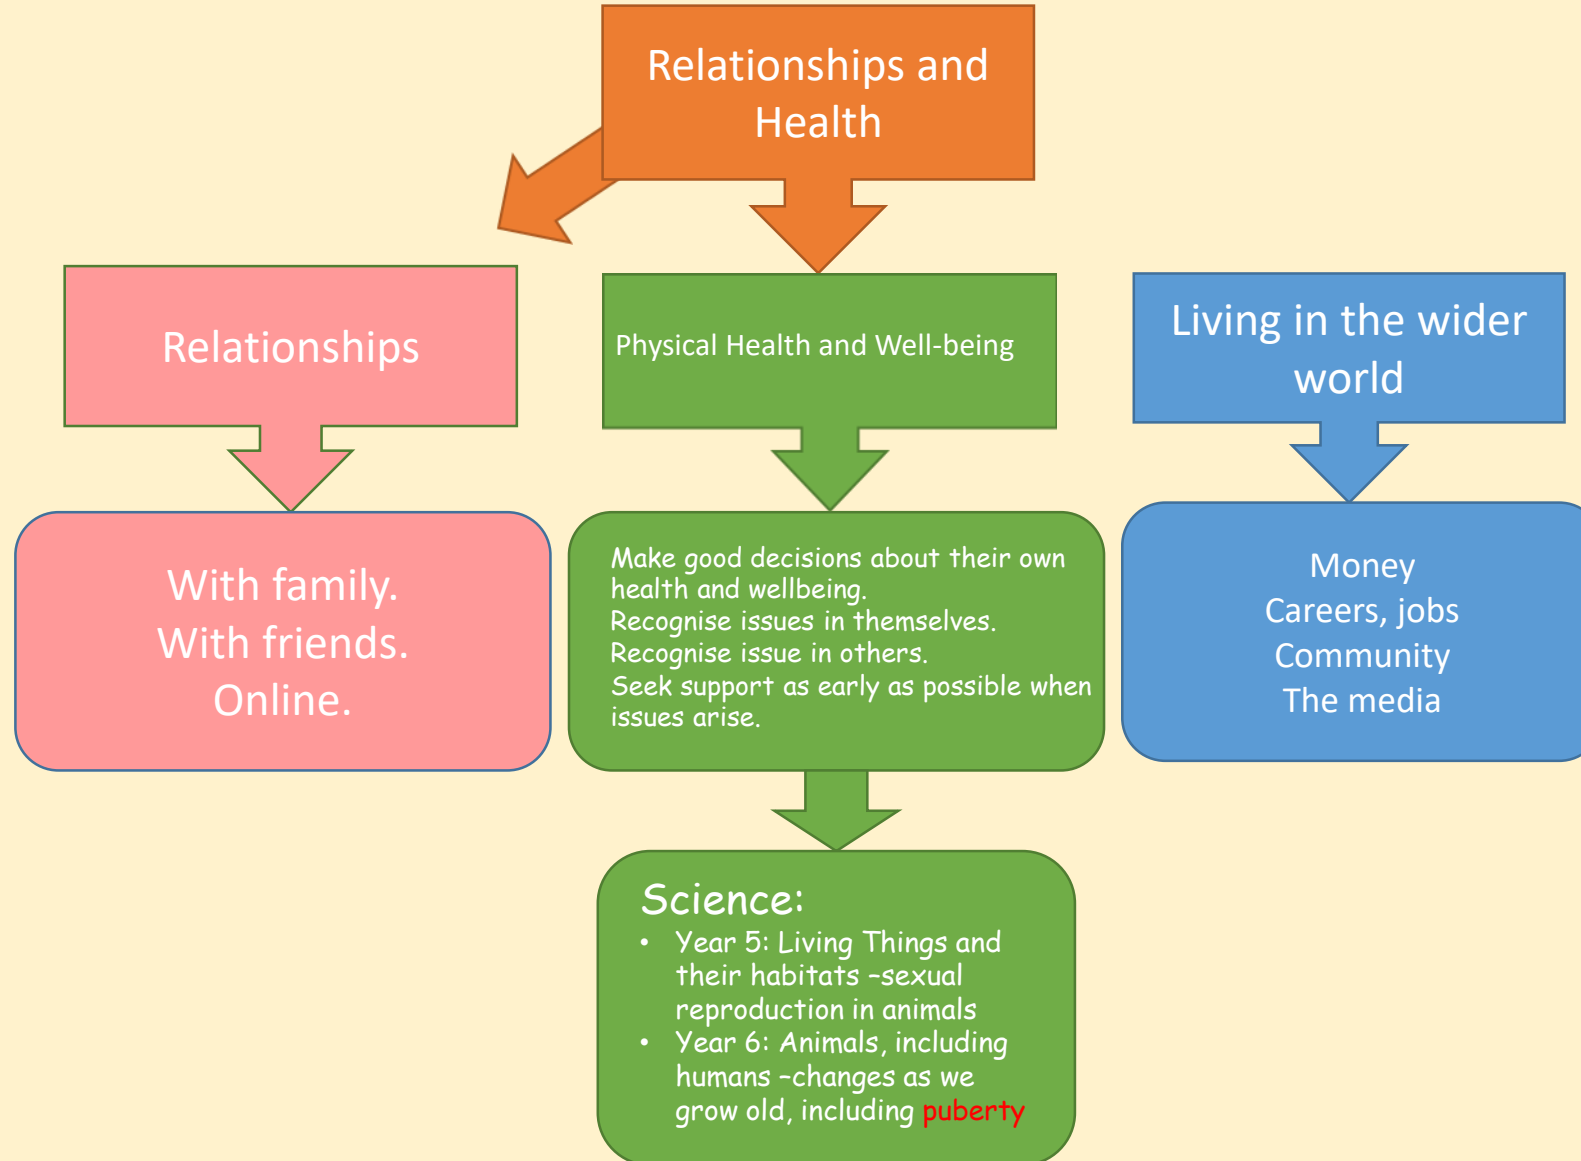 Relationships and
Health
Relationships
With family.
With friends.
Online.
Physical Health and Well-being
Make good decisions about their own
health and wellbeing.
Recognise issues in themselves.
Recognise issue in others.
Seek support as early as possible when
issues arise.
Science:
• Year 5: Living Things and
their habitats –sexual
reproduction in animals
• Year 6: Animals, including
humans –changes as we
grow old, including puberty
Living in the wider
world
Money
Careers, jobs
Community
The media